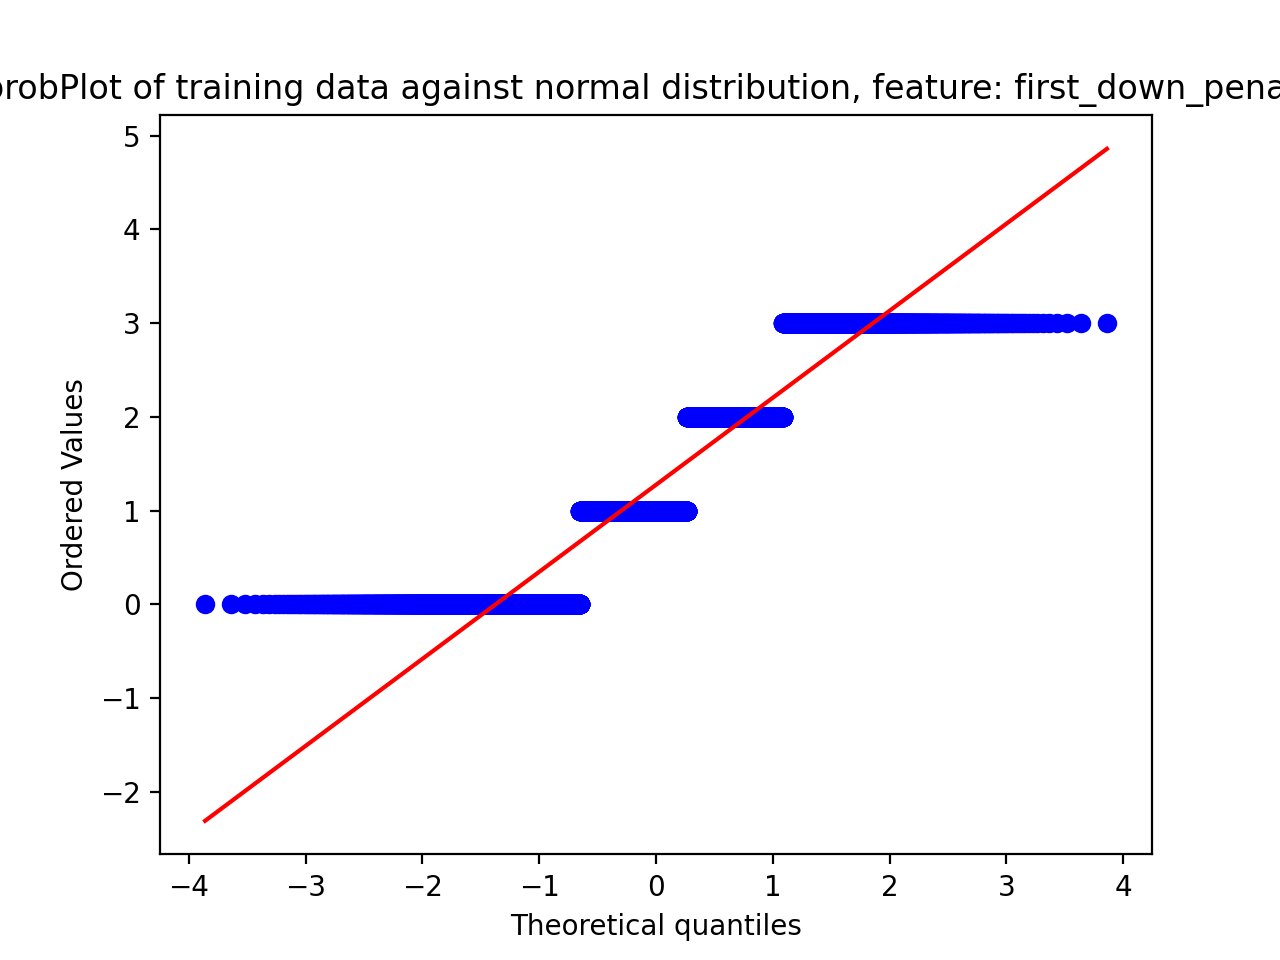 probPlot of training data against normal distribution, feature: first_down_pena
5
4
3
2
1
0
−1
−2
−4 −3 −2 −1 0 1 2 3 4
Ordered Values
Theoretical quantiles